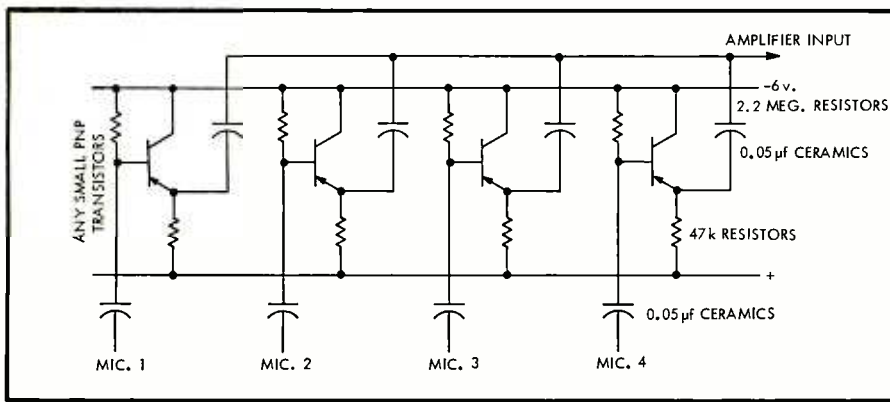 AMPLIFIER INPUT
-6v.
2.2 MEG. RESISTORS
0.05 μf CERAMICS
ANY SMALL PNP
TRANSISTORS
47k RESISTORS
+
0.05 μf CERAMICS
MIC. 1
MIC. 2
MIC. 3
MIC. 4